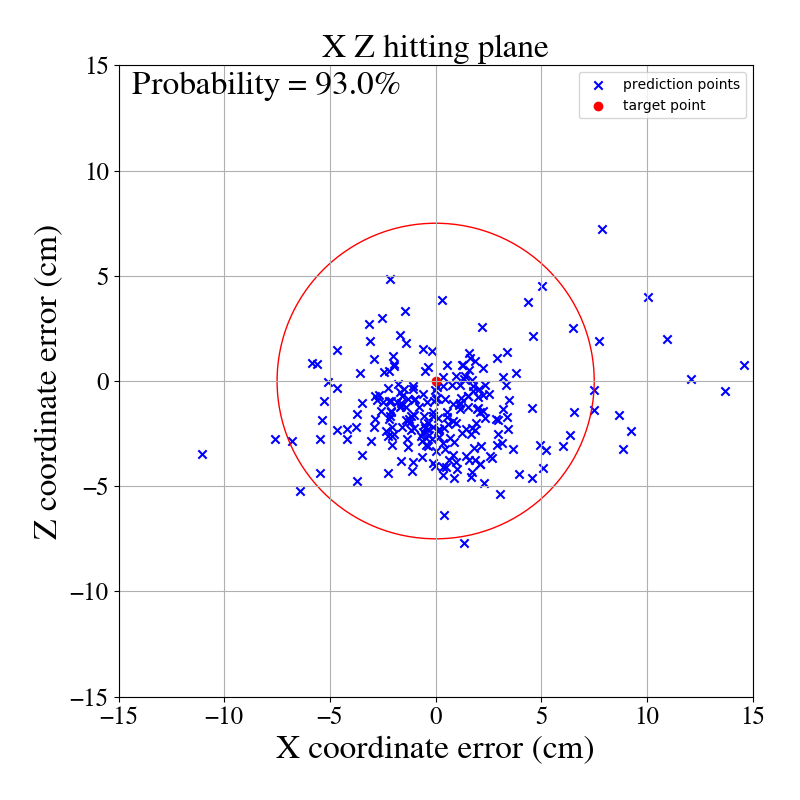 X Z hitting plane
Probability = 93.0%
prediction points
target point
15
10
5
0
−5
−10
−15
Z coordinate error (cm)
−15
−10
−5
0
5
10
15
X coordinate error (cm)